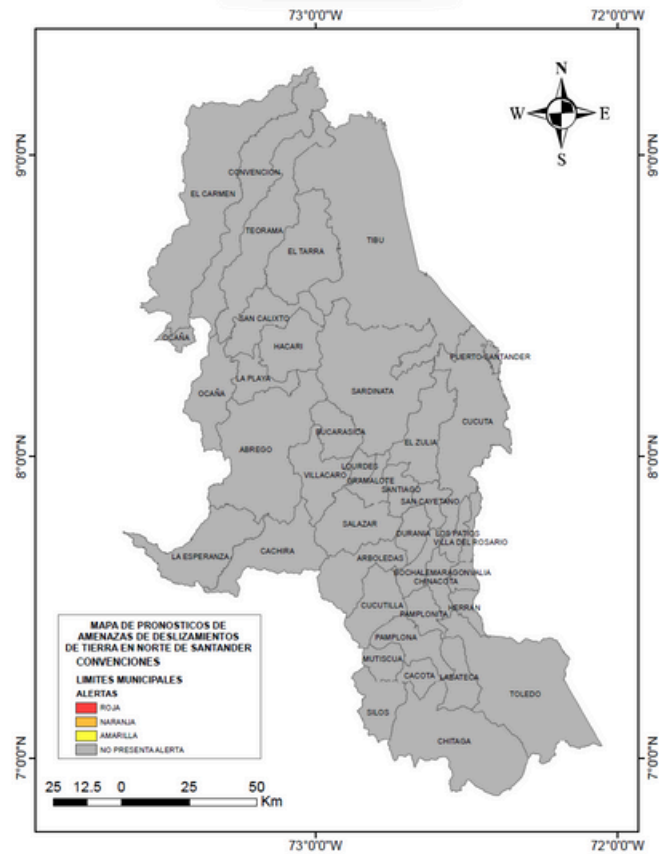 73°0'0"W
72°0'0"W
N
W E
S
9°0'0"N
9°0'0"N
CONVENCION
EL CARMEN
TEORAMA
TIBU
EL TARRA
SAN CALIXTO
OCAÑA
HACARI
PUERTO SANTANDER
LA PLAYA
OCAÑA
SARDINATA
CUCUTA
BUCARASICA
EL ZULIA
ABREGO
8°0'0"N
8°0'0"N
LOURDES
VILLACARO
GRAMALOTE
SANTIAGO
SAN CAYETANO
SALAZAR
DURANIA
LOS PATIOS
VILLA DEL ROSARIO
CACHIRA
LA ESPERANZA
ARBOLEDAS
BOCHALEMA
RAGONVALIA
CHINACOTA
CUCUTILLA
HERRAN
PAMPLONITA
PAMPLONA
MUTISCUA
CACOTA
LABATECA
TOLEDO
SILOS
CHITAGA
MAPA DE PRONOSTICOS DE
AMENAZAS DE DESLIZAMIENTOS
DE TIERRA EN NORTE DE SANTANDER
CONVENCIONES
LIMITES MUNICIPALES
ALERTAS
ROJA
NARANJA
AMARILLA
NO PRESENTA ALERTA
7°0'0"N
7°0'0"N
25 12.5 0 25 50
Km
73°0'0"W
72°0'0"W